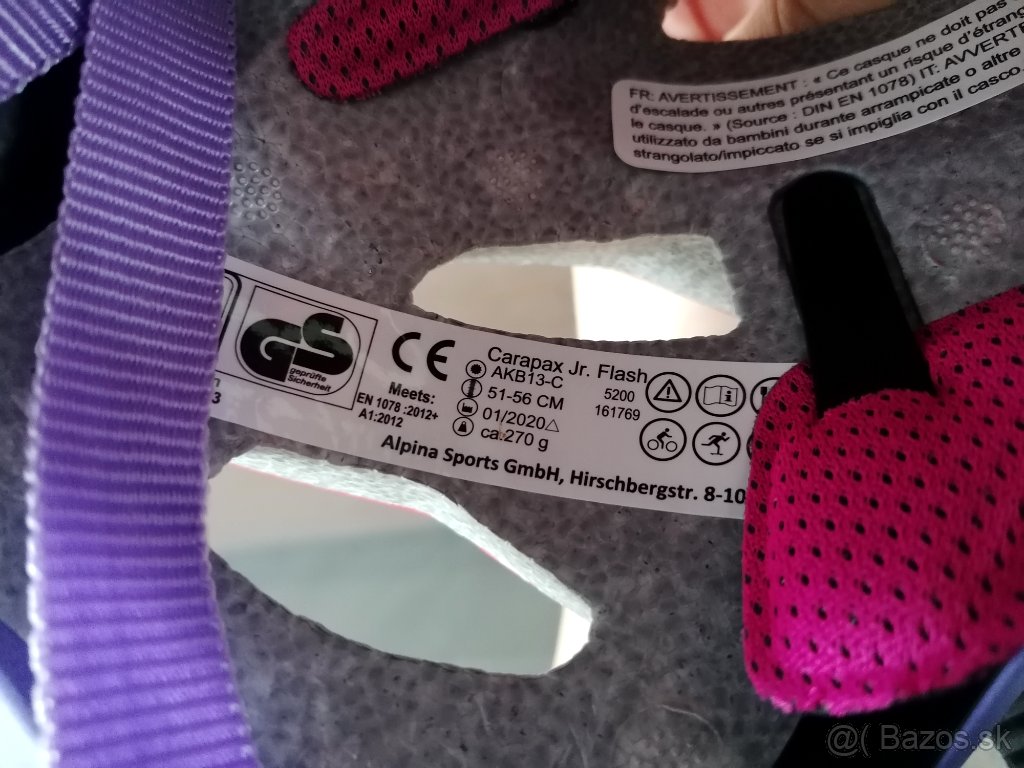 FR: AVERTISSEMENT : « Ce casque ne doit pas
d'escalade ou autres présentant un risque d'étrang
le casque. » (Source : DIN EN 1078) IT: AVVERT
utilizzato da bambini durante arrampicate o altre
strangolato/impiccato se si impiglia con il casco.
GS
geprüfte
Sicherheit
3
CE
Meets:
EN 1078 :2012+
A1:2012
Carapax Jr. Flash
AKB13-C
51-56 CM
01/2020△
ca.270 g
5200
161769
Alpina Sports GmbH, Hirschbergstr. 8-10
@( Bazos.sk